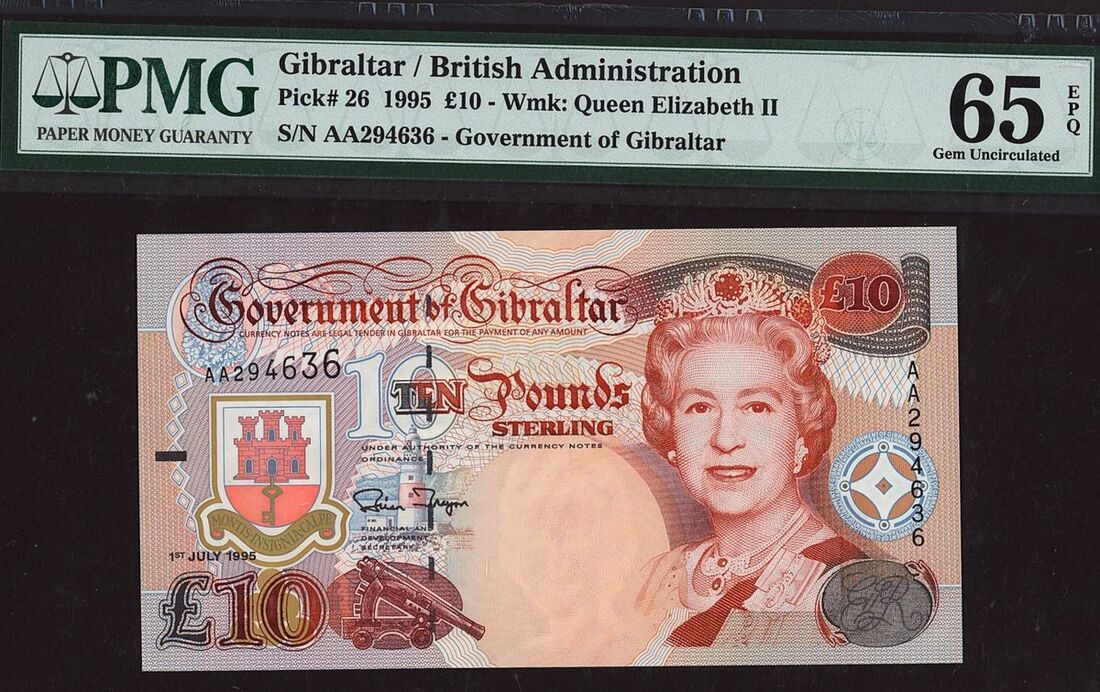 PMG
PAPER MONEY GUARANTY
Gibraltar / British Administration
Pick# 26 1995 £10 - Wmk: Queen Elizabeth II
S/N AA294636 - Government of Gibraltar
65
EPQ
Gem Uncirculated
Government of Gibraltar
CURRENCY NOTES ARE LEGAL TENDER IN GIBRALTAR FOR THE PAYMENT OF ANY AMOUNT
£10
AA294636
10
TEN Pounds
STERLING
UNDER AUTHORITY OF THE CURRENCY NOTES
ORDINANCE
AA294636
FINANCIAL AND
DEVELOPMENT
SECRETARY
MONTIS INSIGNIA CALPE
1ST JULY 1995
£10